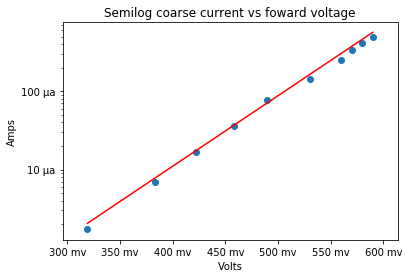 Semilog coarse current vs foward voltage
100 μa
10 μa
Amps
300 mv 350 mv 400 mv 450 mv 500 mv 550 mv 600 mv
Volts